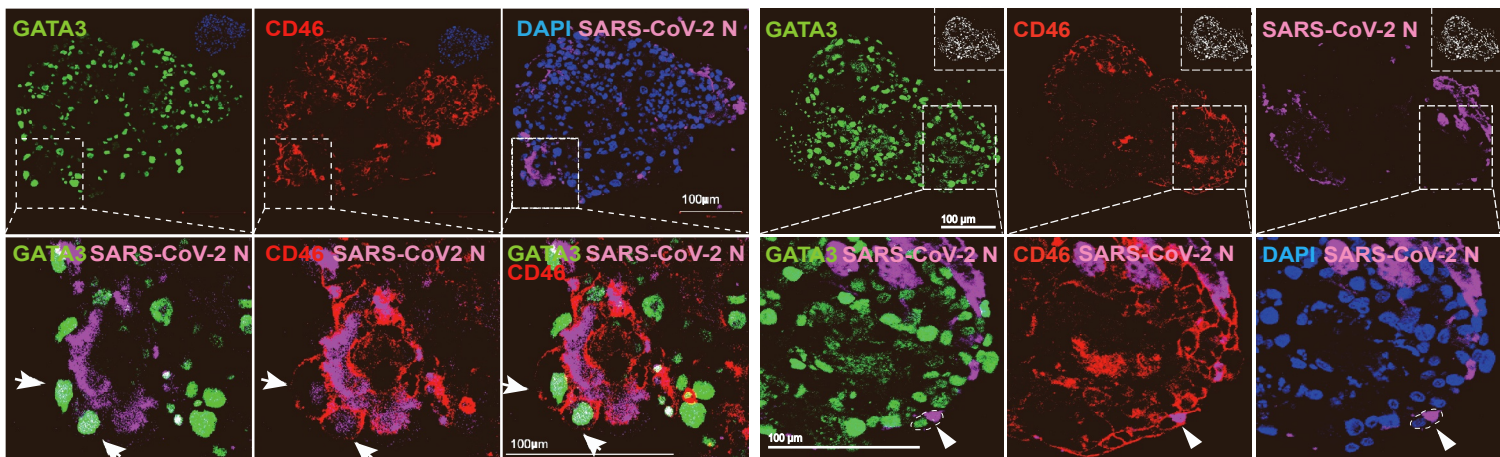 GATA3
CD46
DAPI SARS-CoV-2 N
100μm
GATA3
100 μm
CD46
SARS-CoV-2 N
GATA3 SARS-CoV-2 N
CD46 SARS-CoV2 N
GATA3 SARS-CoV-2 N
CD46
100μm
GATA3 SARS-CoV-2 N
100 μm
CD46 SARS-CoV-2 N
DAPI SARS-CoV-2 N